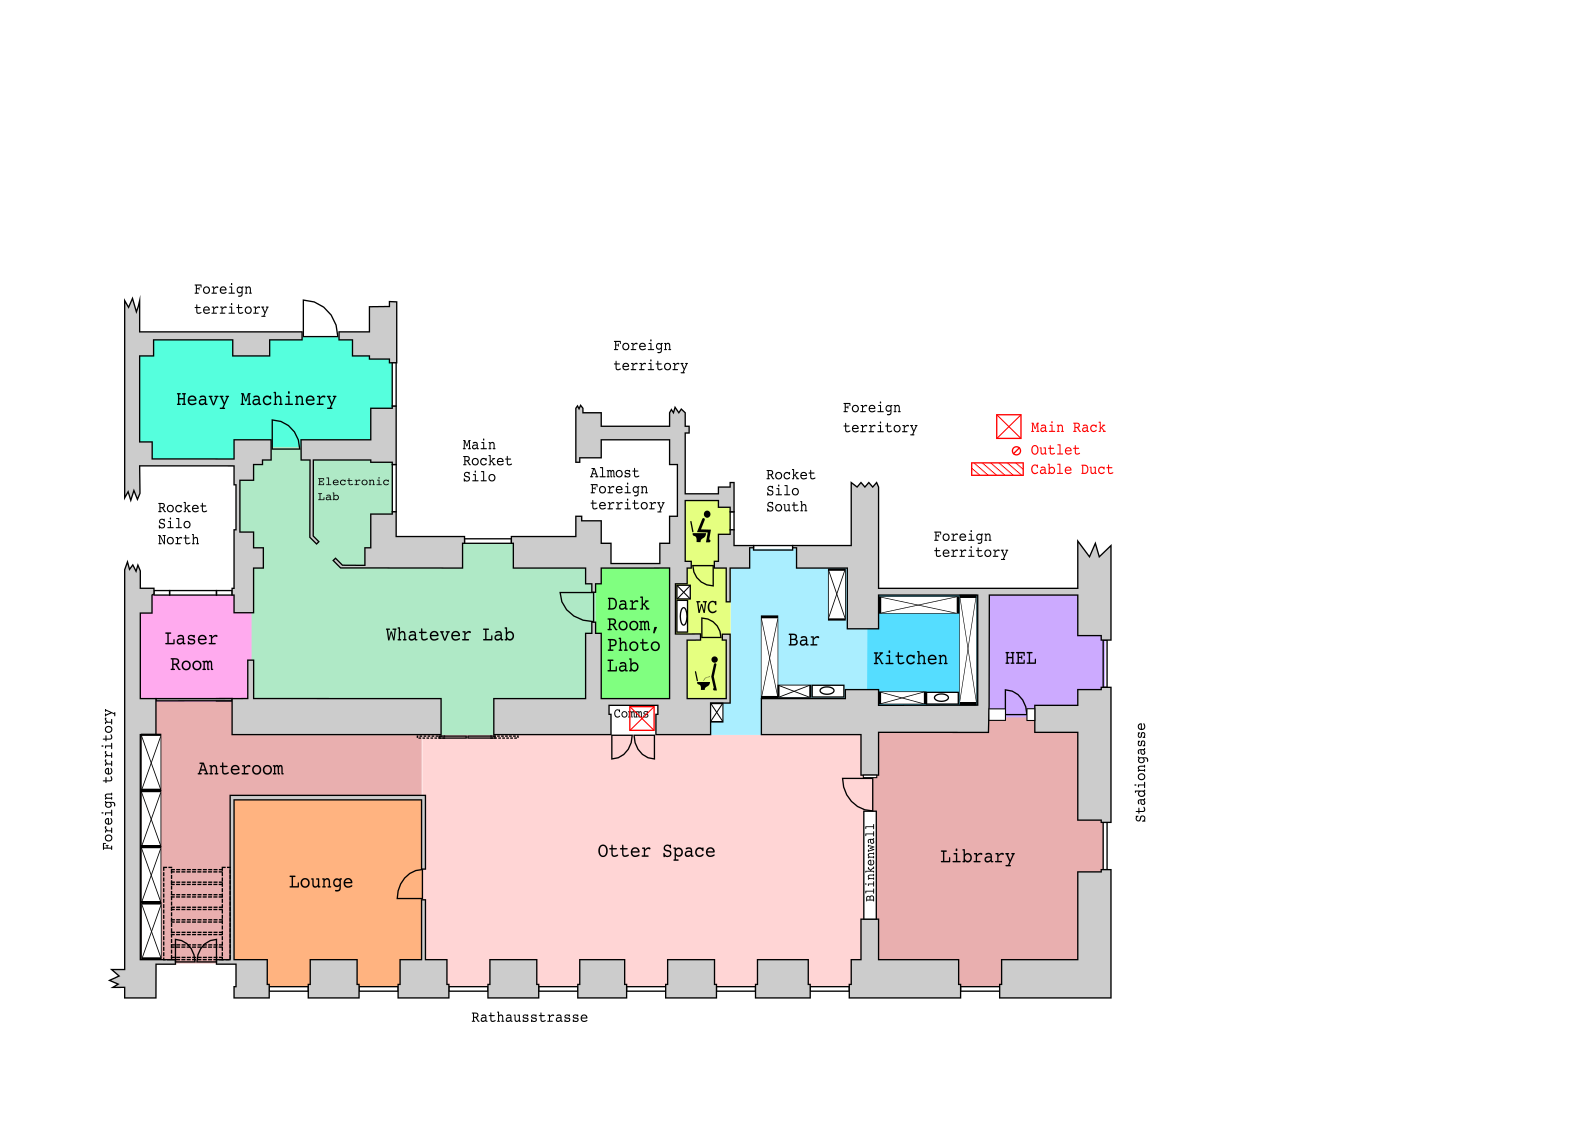 Foreign
territory
Foreign
territory
Heavy Machinery
Foreign
territory
Main Rack
Outlet
Cable Duct
Main
Rocket
Silo
Almost
Foreign
territory
Rocket
Silo
South
Electronic
Lab
Rocket
Silo
North
Foreign
territory
Laser
Room
Whatever Lab
Dark
Room,
Photo
Lab
WC
Bar
Kitchen
HEL
Comms
Anteroom
Foreign territory
Stadiongasse
Otter Space
Blinkenwall
Library
Lounge
Rathausstrasse